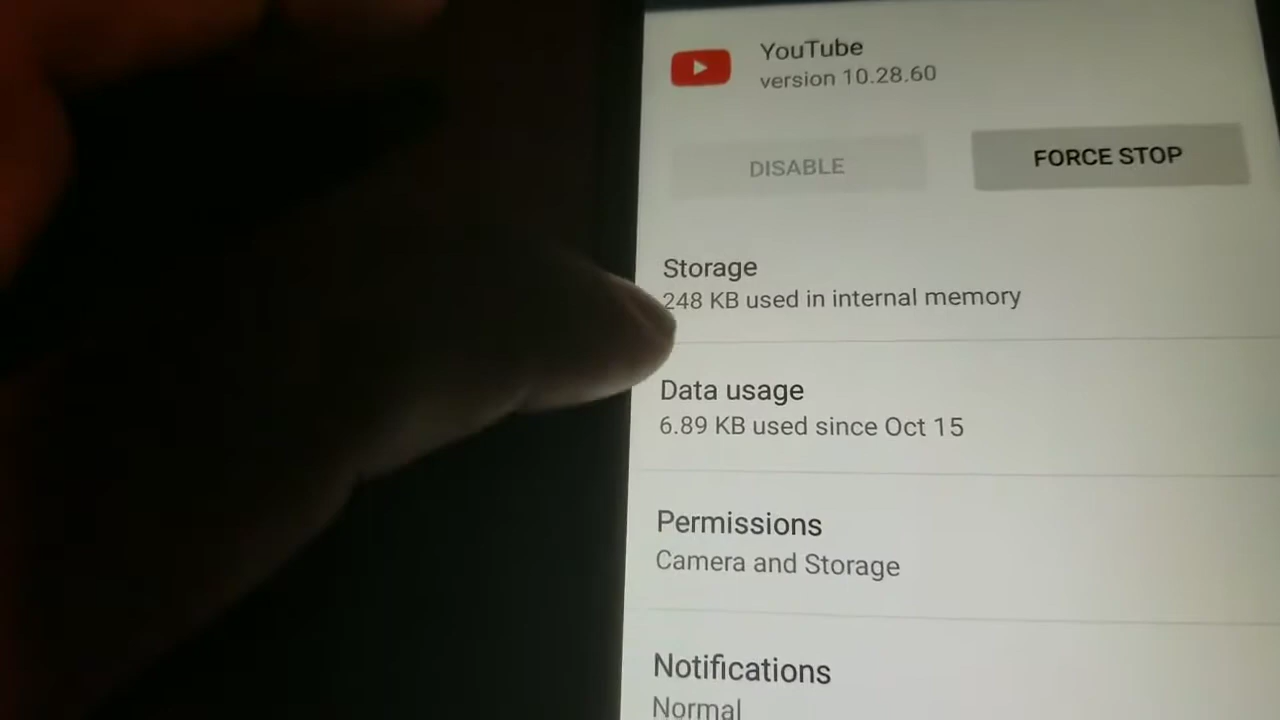 YouTube
version 10.28.60
DISABLE
FORCE STOP
Storage
248 KB used in internal memory
Data usage
6.89 KB used since Oct 15
Permissions
Camera and Storage
Notifications
Normal